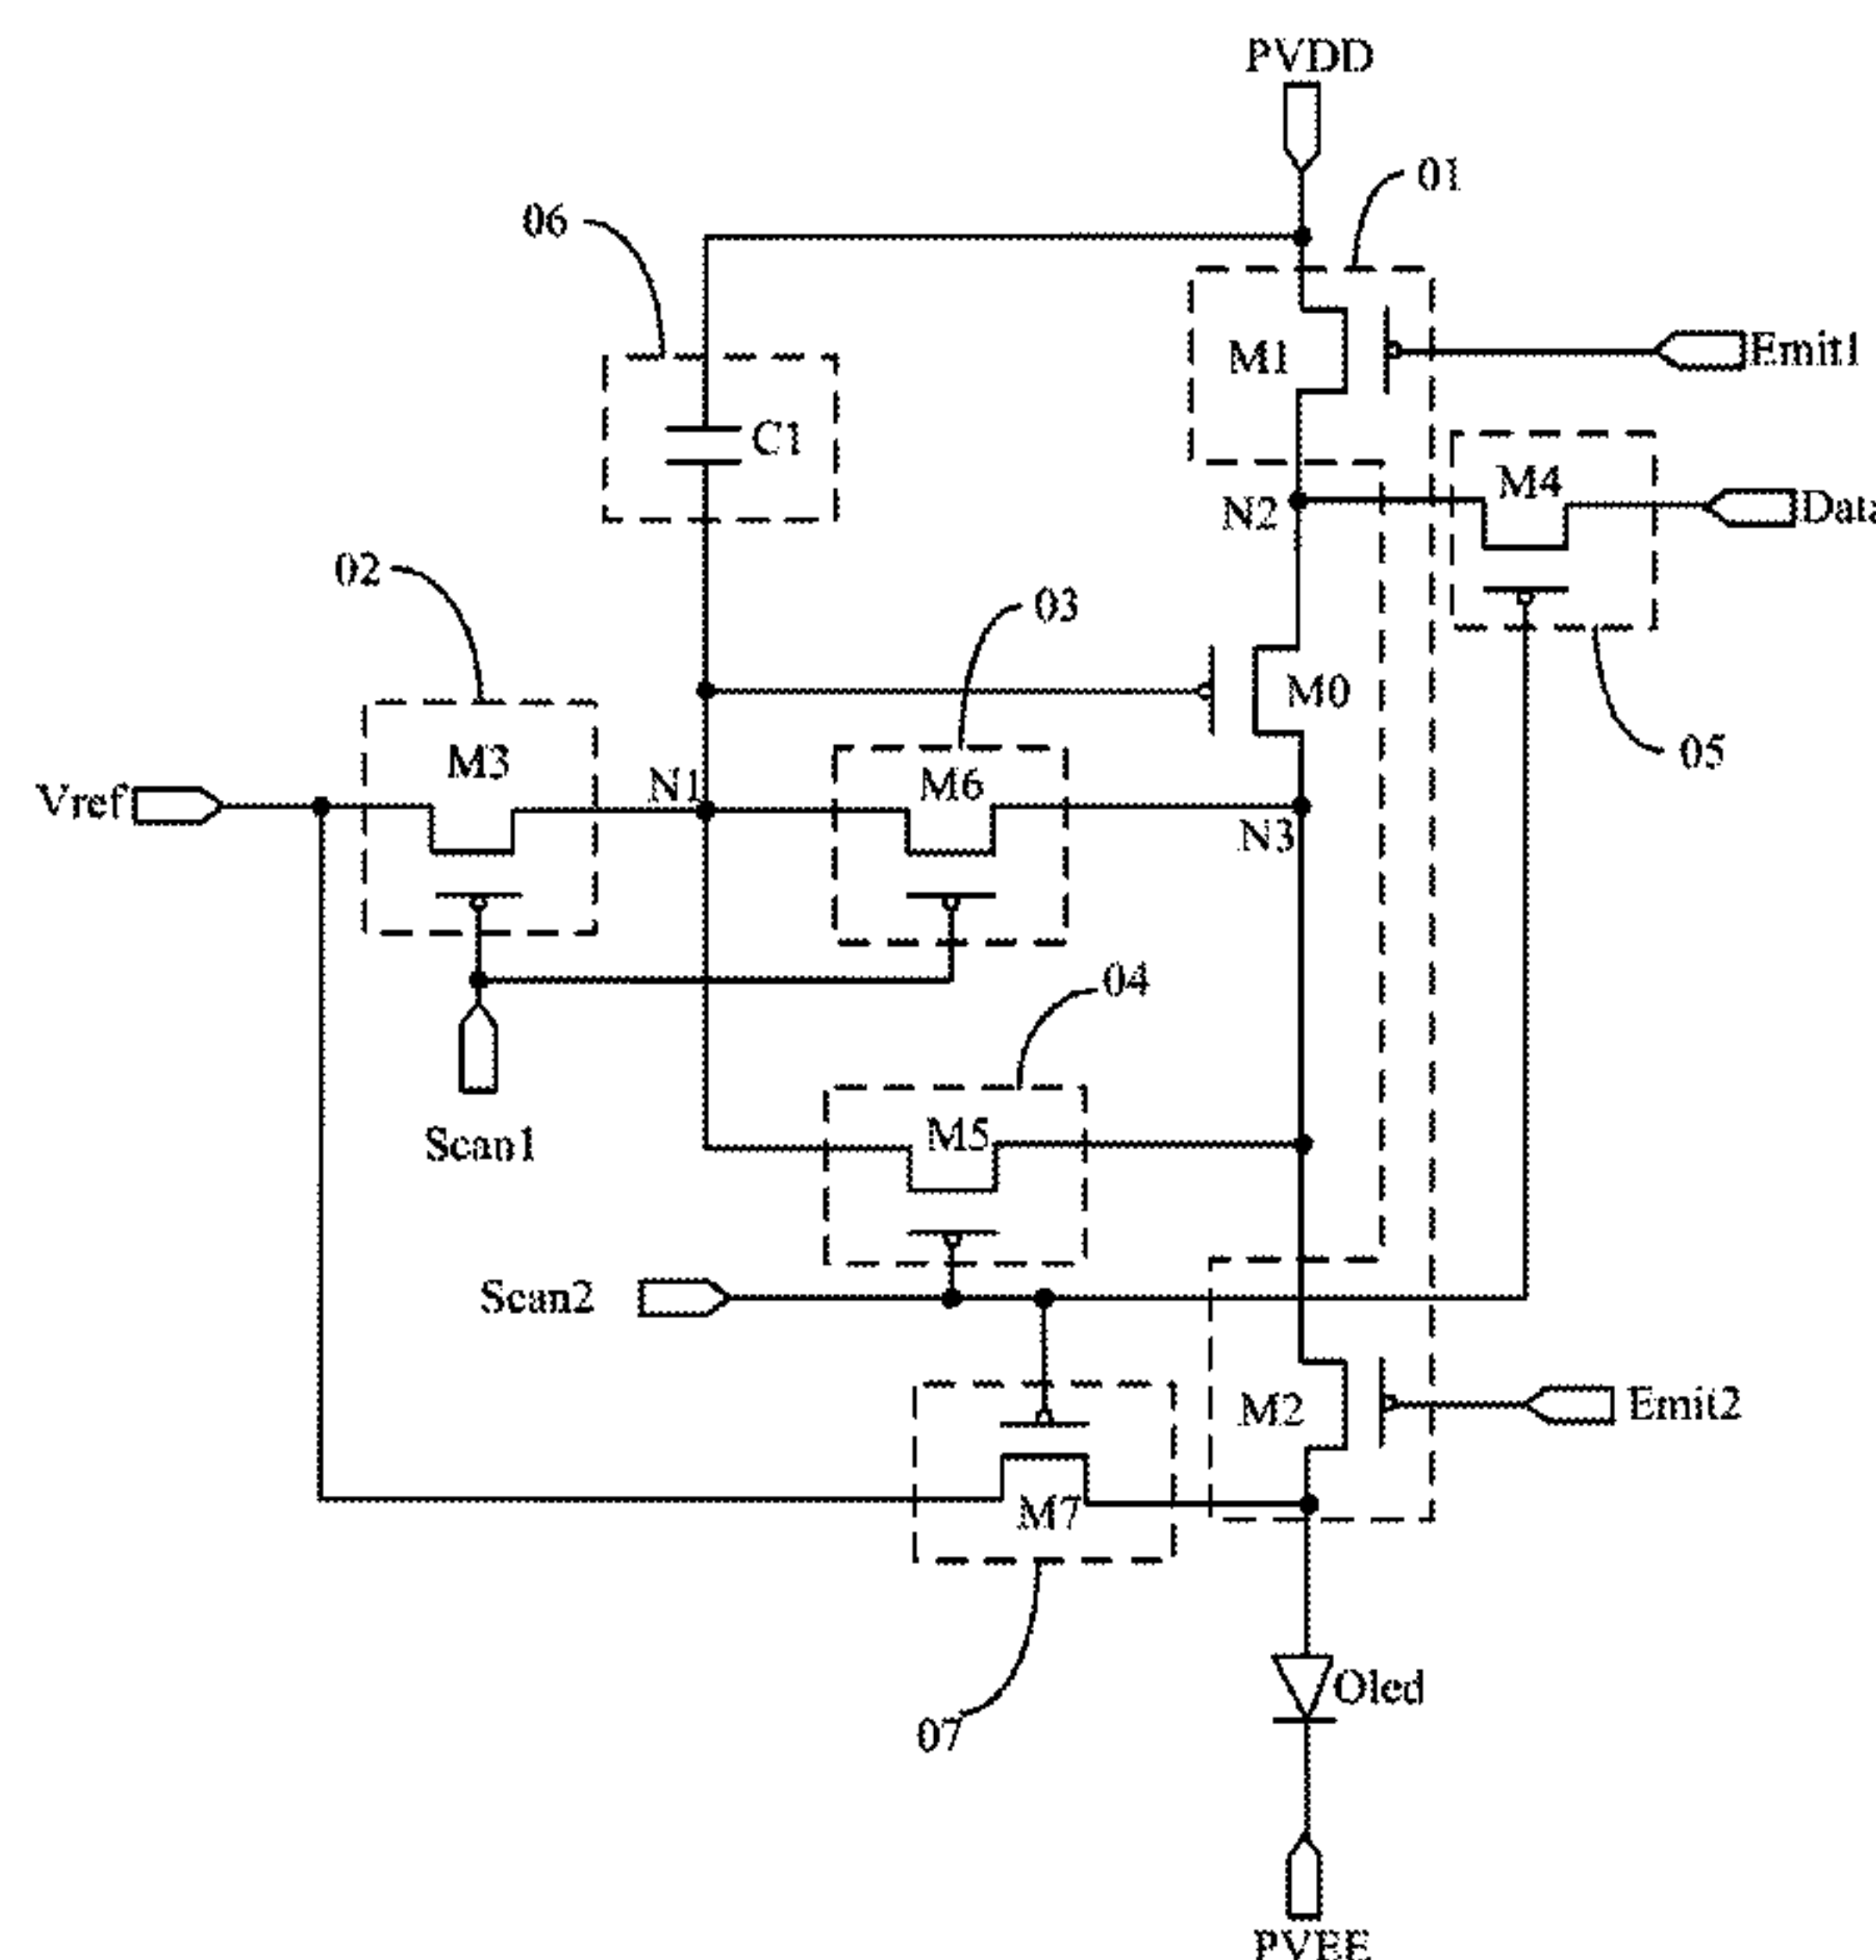 PVDD
01
06
M1
Emit1
C1
M4
N2
Data
02
03
M0
05
M3
N1
M6
Vref
N3
04
Scan1
M5
Scan2
M2
Emit2
M7
Oled
07
PVEE